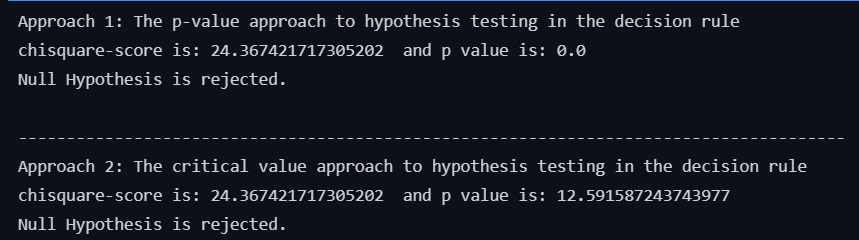 Approach 1: The p-value approach to hypothesis testing in the decision rule
chisquare-score is: 24.367421717305202  and p value is: 0.0
Null Hypothesis is rejected.
--------------------------------------------------------------------------------------
Approach 2: The critical value approach to hypothesis testing in the decision rule
chisquare-score is: 24.367421717305202  and p value is: 12.591587243743977
Null Hypothesis is rejected.